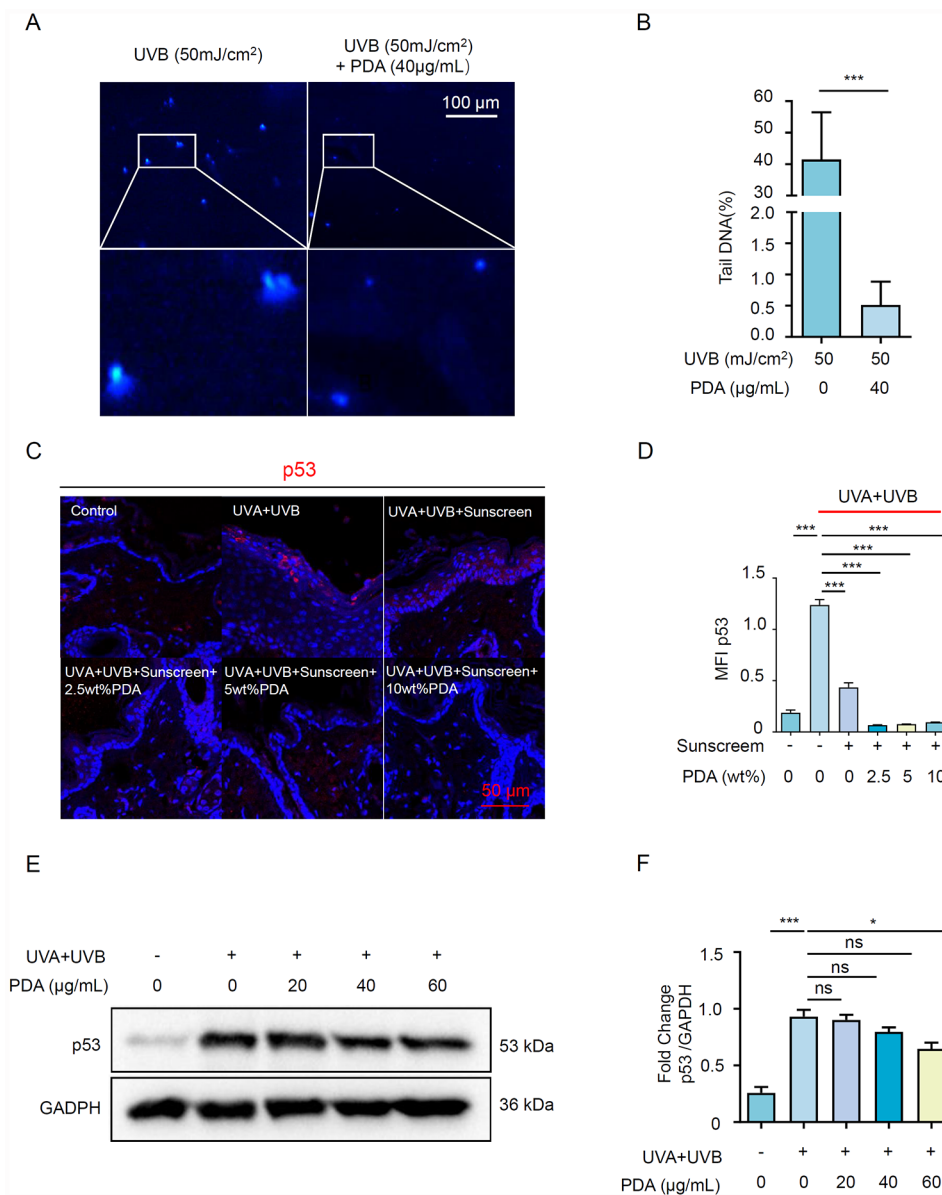 A
UVB (50mJ/cm²)
UVB (50mJ/cm²)
+ PDA (40µg/mL)
100 µm
B
***
60
50
40
30
2.0
1.5
1.0
0.5
0.0
Tail DNA(%)
UVB (mJ/cm²) 50 50
PDA (µg/mL) 0 40
C
p53
Control
UVA+UVB
UVA+UVB+Sunscreen
UVA+UVB+Sunscreen+
2.5wt%PDA
UVA+UVB+Sunscreen+
5wt%PDA
UVA+UVB+Sunscreen+
10wt%PDA
50 µm
D
UVA+UVB
*** ***
***
***
***
1.5
1.0
0.5
0
MFI p53
Sunscreem - - + + + +
PDA (wt%) 0 0 0 2.5 5 10
E
UVA+UVB - + + + +
PDA (µg/mL) 0 0 20 40 60
p53 53 kDa
GADPH 36 kDa
F
*** *
ns
ns
ns
1.5
1.0
0.5
0.0
Fold Change
p53 /GAPDH
UVA+UVB - + + + +
PDA (µg/mL) 0 0 20 40 60